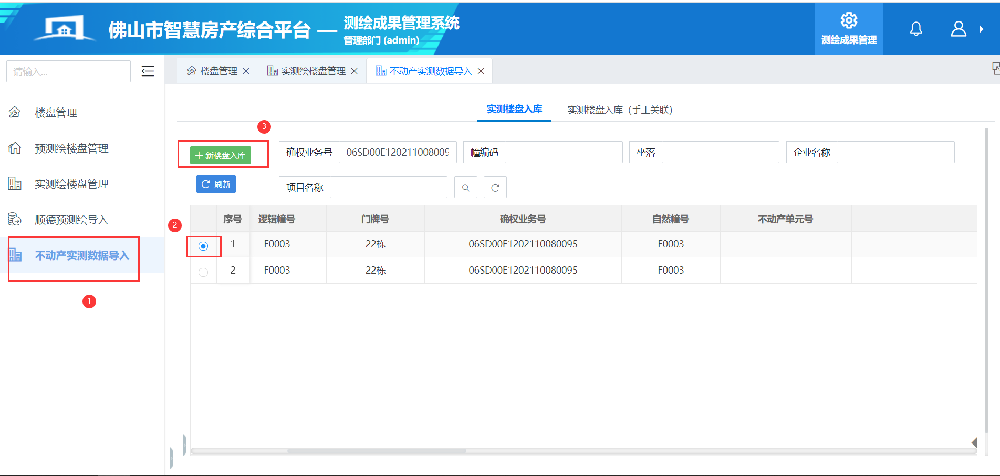 佛山市智慧房产综合平台 — 测绘成果管理系统
管理部门 (admin)
测绘成果管理
请输入...
楼盘管理
实测绘楼盘管理
不动产实测数据导入
楼盘管理
预测绘楼盘管理
实测绘楼盘管理
顺德预测绘导入
不动产实测数据导入
1
实测楼盘入库
实测楼盘入库（手工关联）
3
新楼盘入库
确权业务号 06SD00E120211008009
幢编码
坐落
企业名称
刷新
项目名称
2
序号 逻辑幢号 门牌号 确权业务号 自然幢号 不动产单元号
1 F0003 22栋 06SD00E1202110080095 F0003
2 F0003 22栋 06SD00E1202110080095 F0003